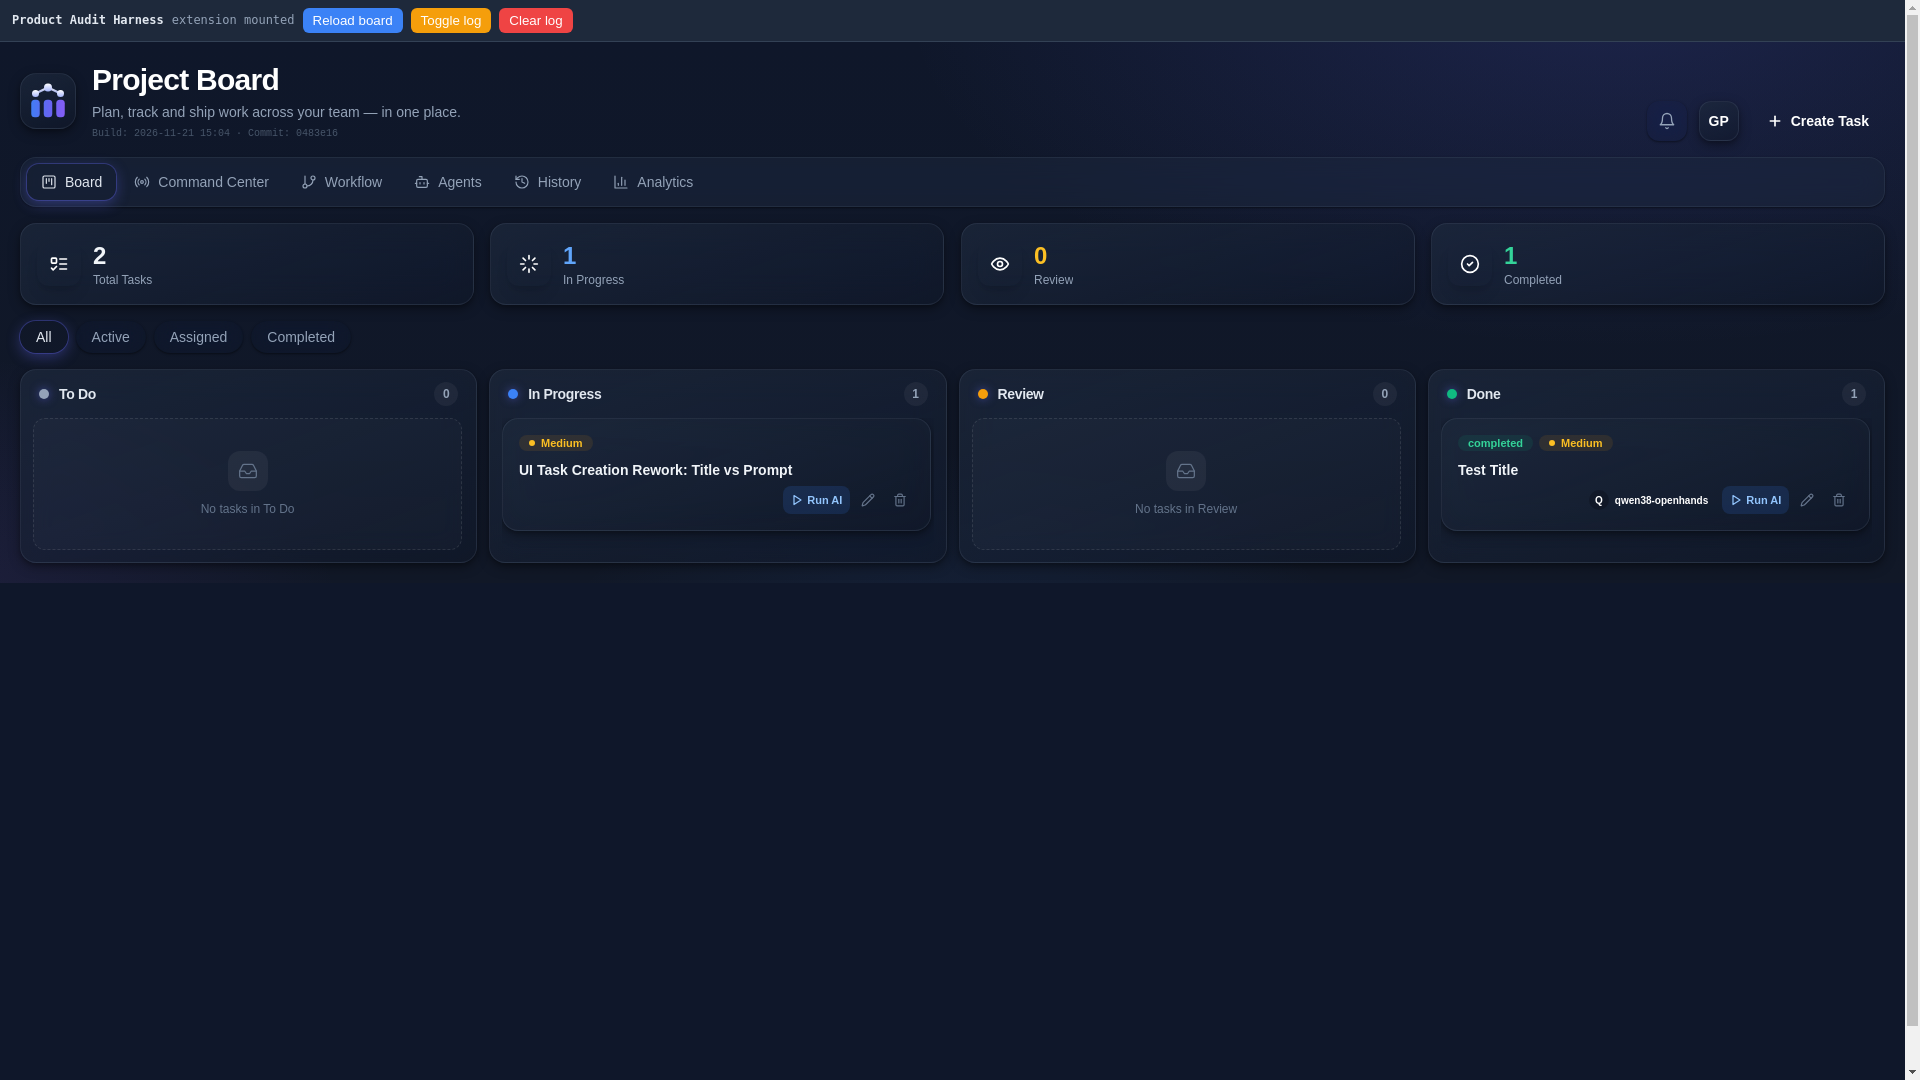 Product Audit Harness extension mounted Reload board Toggle log Clear log
Project Board
Plan, track and ship work across your team — in one place.
Build: 2026-11-21 15:04 · Commit: 0483e16
GP
Create Task
Board Command Center Workflow Agents History Analytics
2
Total Tasks
1
In Progress
0
Review
1
Completed
All Active Assigned Completed
To Do 0
No tasks in To Do
In Progress 1
Medium
UI Task Creation Rework: Title vs Prompt
Run AI
Review 0
No tasks in Review
Done 1
completed Medium
Test Title
Q qwen38-openhands Run AI